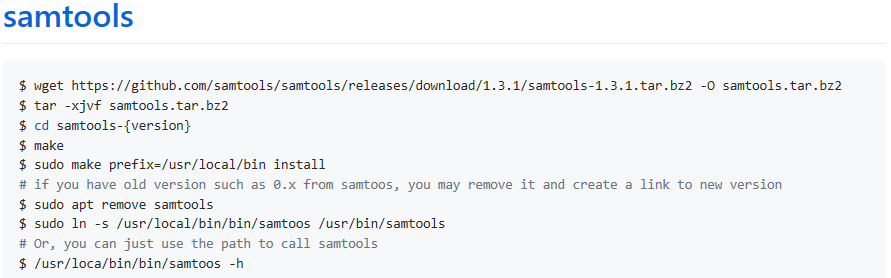 samtools
$ wget https://github.com/samtools/samtools/releases/download/1.3.1/samtools-1.3.1.tar.bz2 -O samtools.tar.bz2
$ tar -xjvf samtools.tar.bz2
$ cd samtools-{version}
$ make
$ sudo make prefix=/usr/local/bin install
# if you have old version such as 0.x from samtoos, you may remove it and create a link to new version
$ sudo apt remove samtools
$ sudo ln -s /usr/local/bin/bin/samtoos /usr/bin/samtools
# Or, you can just use the path to call samtools
$ /usr/loca/bin/bin/samtoos -h